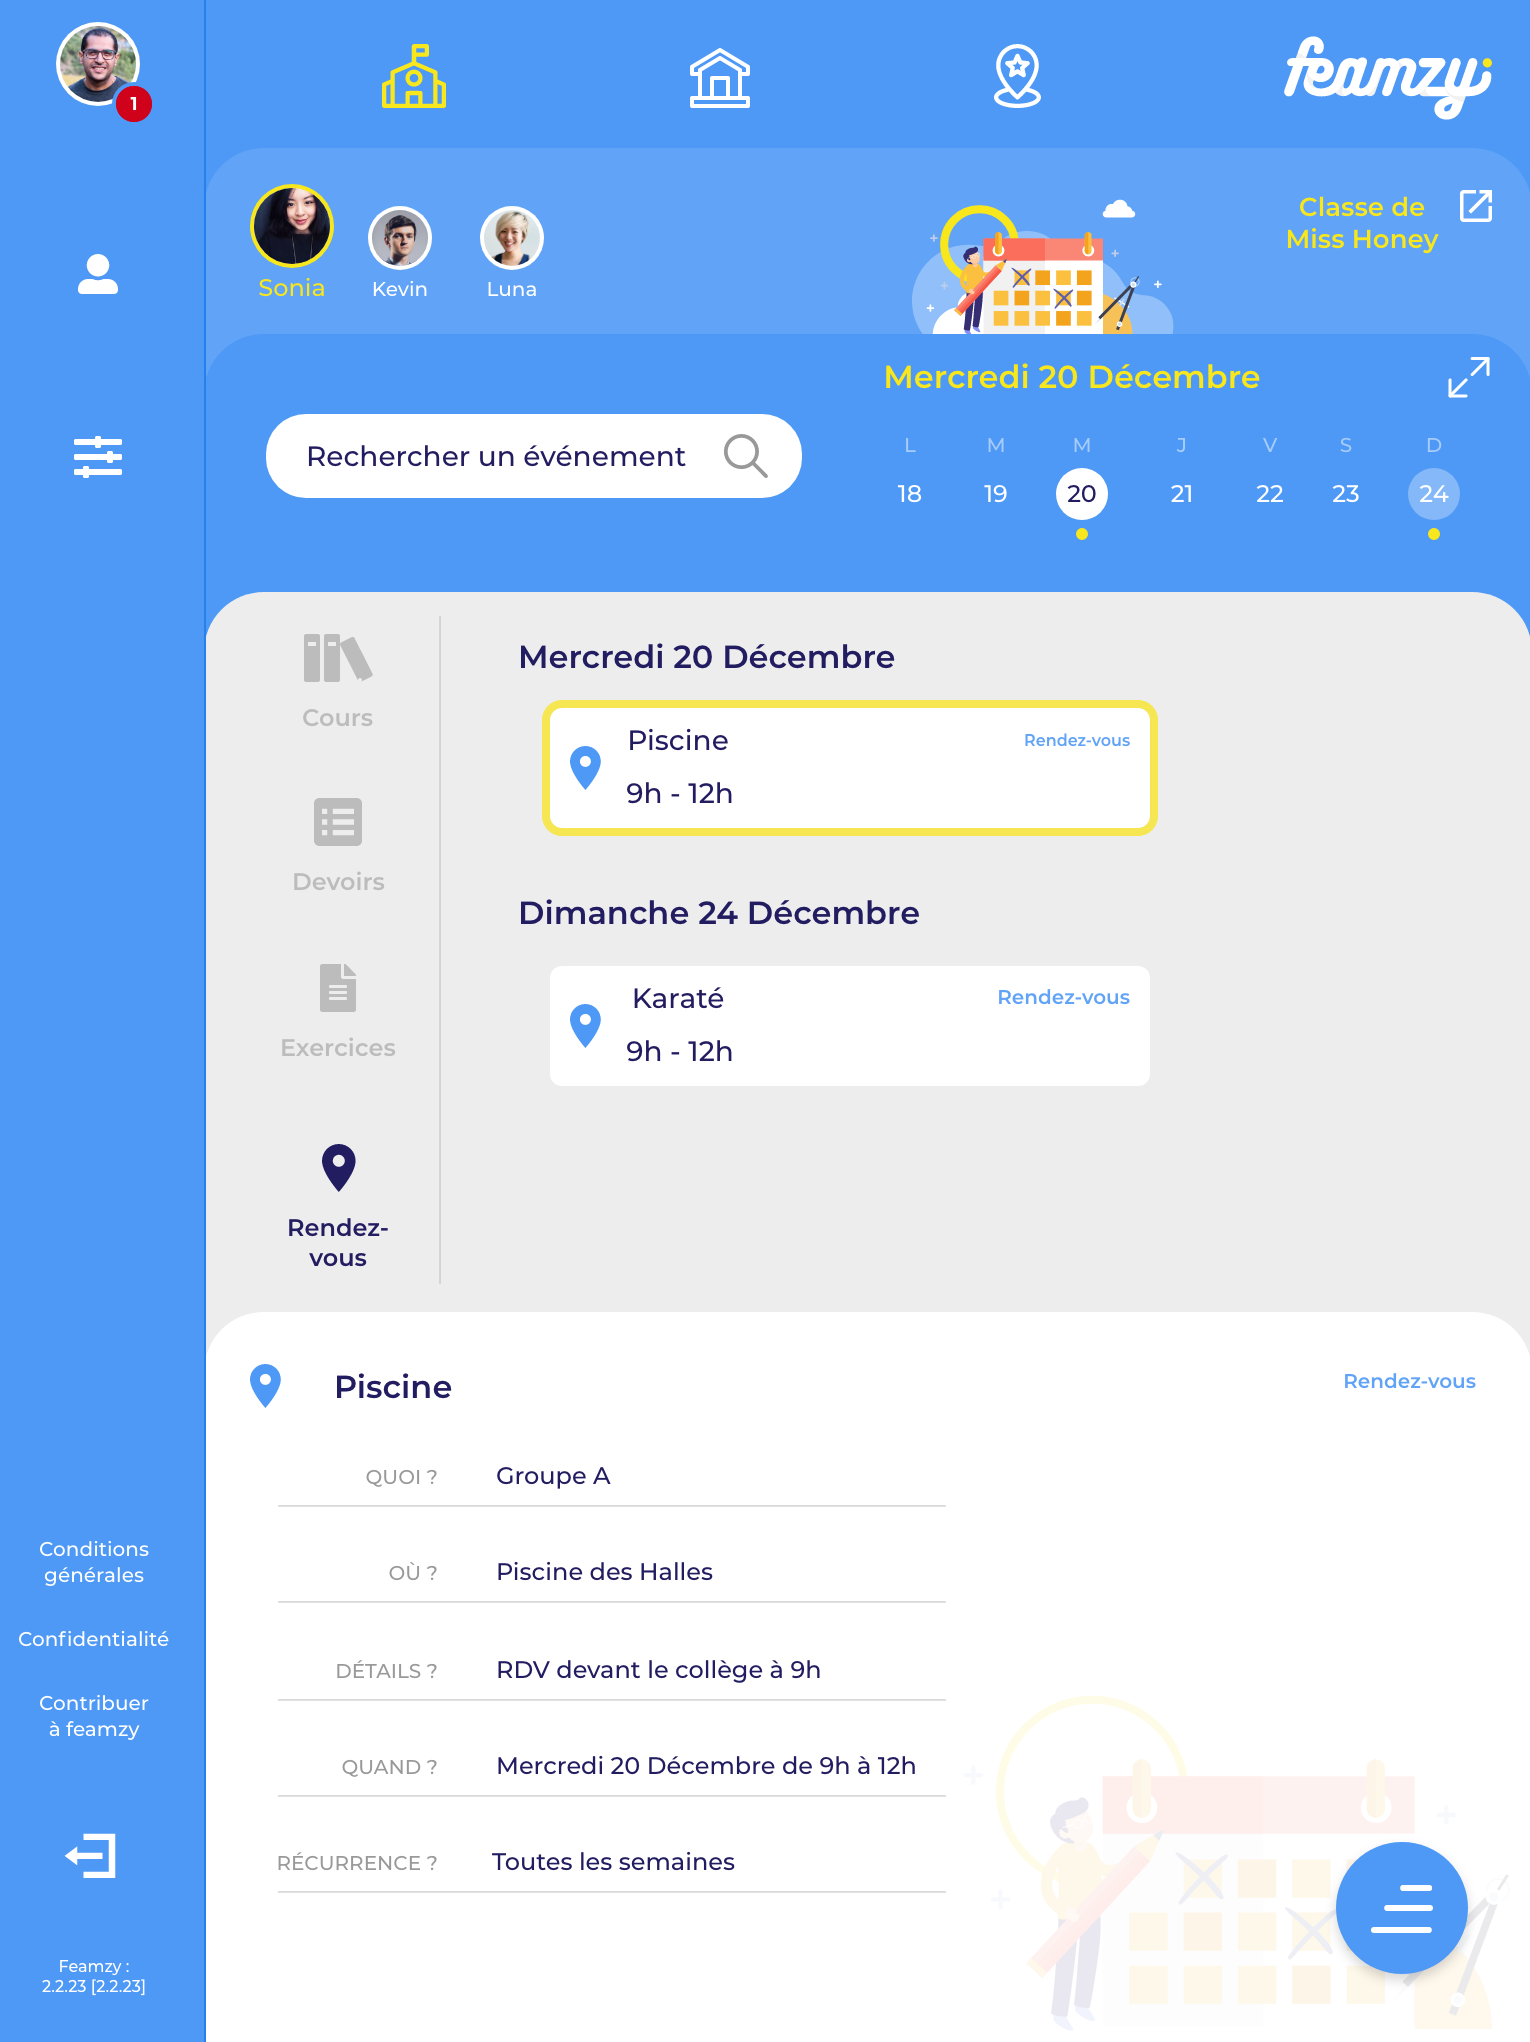 1
feamzy
Sonia
Kevin
Luna
Classe de
Miss Honey
Mercredi 20 Décembre
Rechercher un événement
L M M J V S D
18 19 20 21 22 23 24
Cours
Devoirs
Exercices
Rendez-
vous
Mercredi 20 Décembre
Piscine Rendez-vous
9h - 12h
Dimanche 24 Décembre
Karaté Rendez-vous
9h - 12h
Piscine Rendez-vous
QUOI ? Groupe A
OÙ ? Piscine des Halles
DÉTAILS ? RDV devant le collège à 9h
QUAND ? Mercredi 20 Décembre de 9h à 12h
RÉCURRENCE ? Toutes les semaines
Conditions
générales
Confidentialité
Contribuer
à feamzy
Feamzy :
2.2.23 [2.2.23]